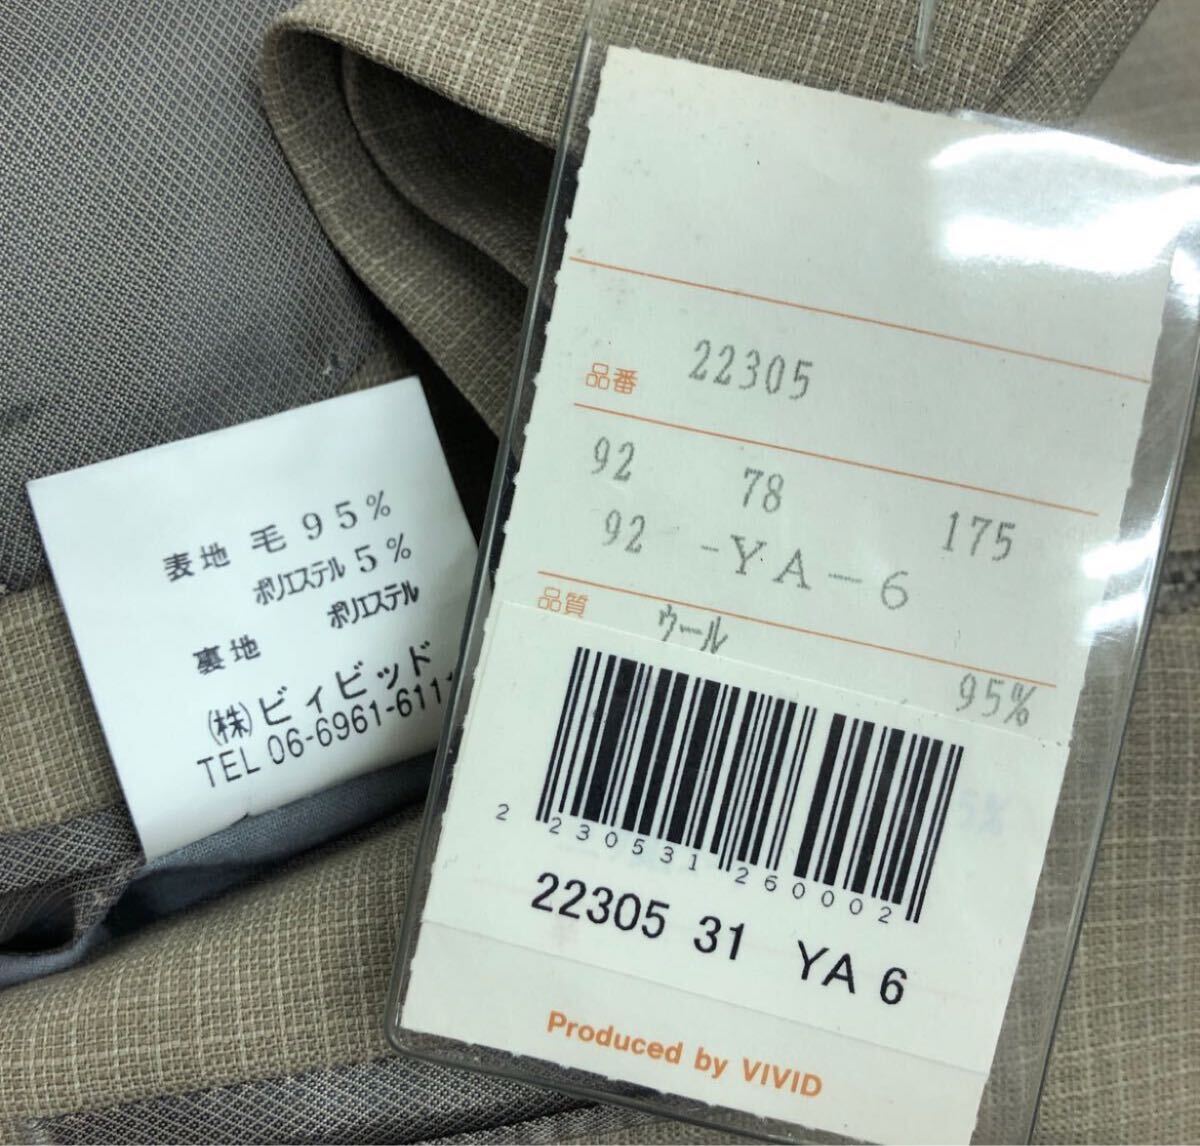 表地 毛 95%
ポリエステル 5%
裏地 ポリエステル
(株)ビィビッド
TEL 06-6961-611
品番 22305
92 78 175
92 -YA-6
品質 ウール
95%
2 230531 260002
22305 31 YA 6
Produced by VIVID